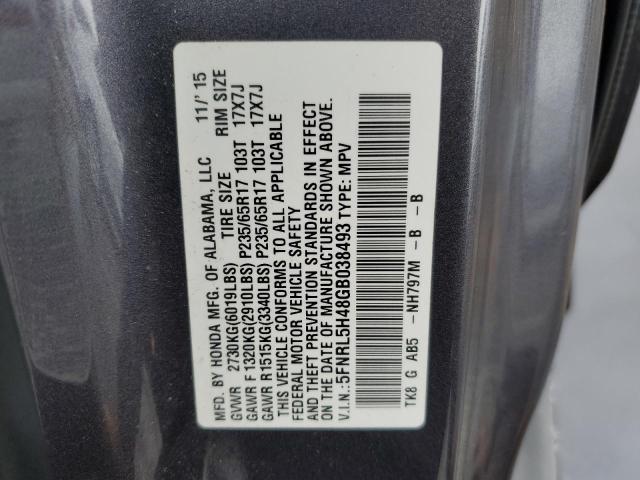 MFD. BY HONDA MFG. OF ALABAMA, LLC 11/'15
GVWR 2730KG(6019LBS) TIRE SIZE RIM SIZE
GAWR F 1320KG(2910LBS) P235/65R17 103T 17X7J
GAWR R1515KG(3340LBS) P235/65R17 103T 17X7J
THIS VEHICLE CONFORMS TO ALL APPLICABLE
FEDERAL MOTOR VEHICLE SAFETY
AND THEFT PREVENTION STANDARDS IN EFFECT
ON THE DATE OF MANUFACTURE SHOWN ABOVE.
V.I.N.: 5FNRL5H48GB038493 TYPE: MPV
TK8 G AB5 -NH797M - B - B